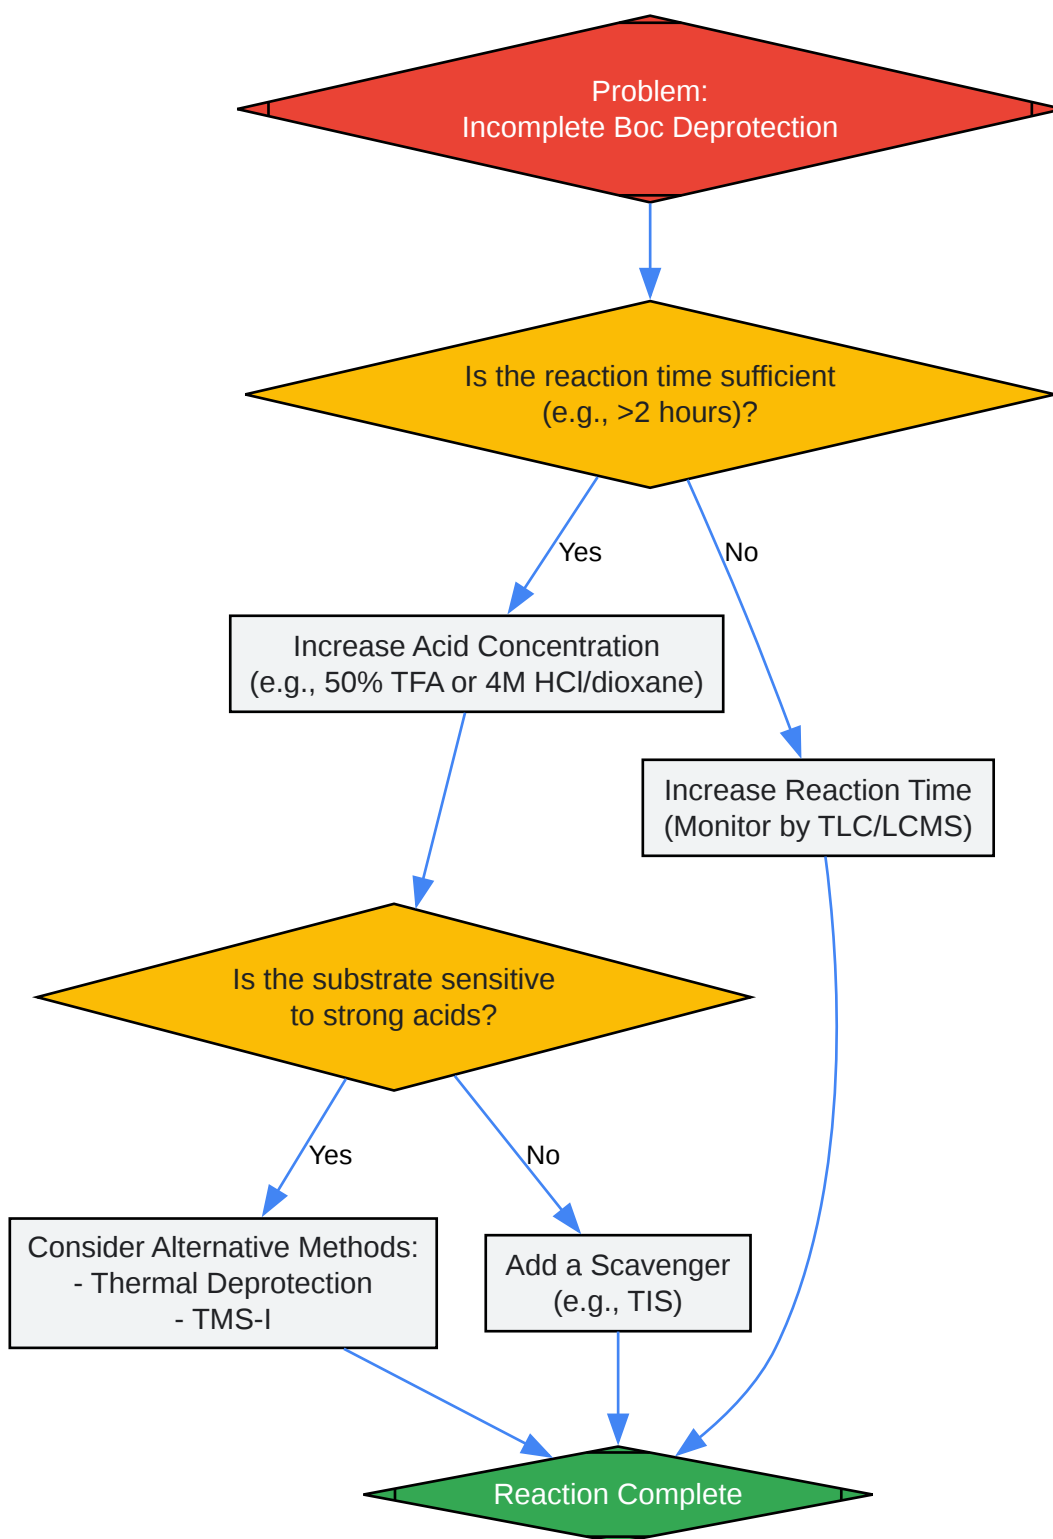 Problem:
Incomplete Boc Deprotection
Is the reaction time sufficient
(e.g., >2 hours)?
Yes
No
Increase Acid Concentration
(e.g., 50% TFA or 4M HCl/dioxane)
Increase Reaction Time
(Monitor by TLC/LCMS)
Is the substrate sensitive
to strong acids?
Yes
No
Consider Alternative Methods:
- Thermal Deprotection
- TMS-I
Add a Scavenger
(e.g., TIS)
Reaction Complete